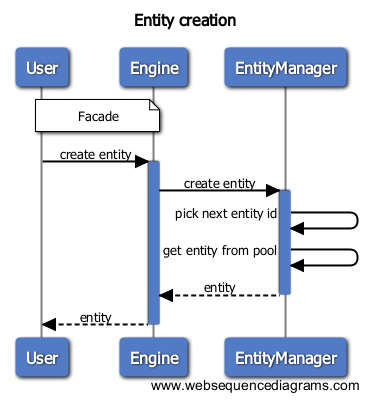 Entity creation
User Engine EntityManager
Facade
create entity
create entity
pick next entity id
get entity from pool
entity
entity
User Engine EntityManager
www.websequencediagrams.com